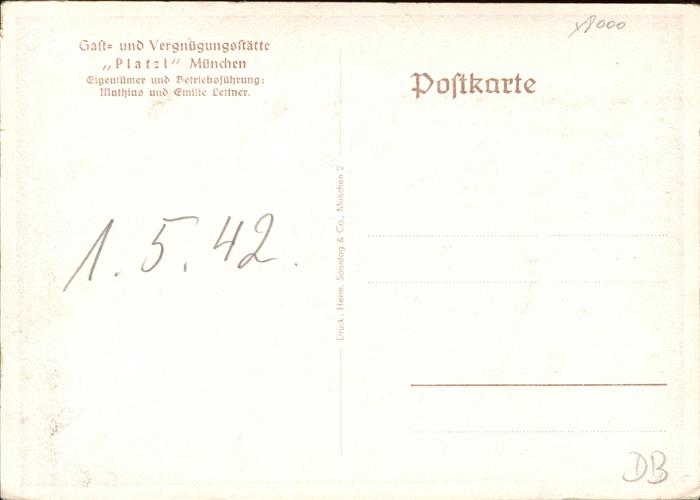 x8000
Gast- und Vergnügungsstätte
„Platzl“ München
Eigentümer und Betriebsführung:
Mathias und Emilie Lettner.
Postkarte
1.5.42.
Druck: Herm. Sonntag & Co., München 2
DB